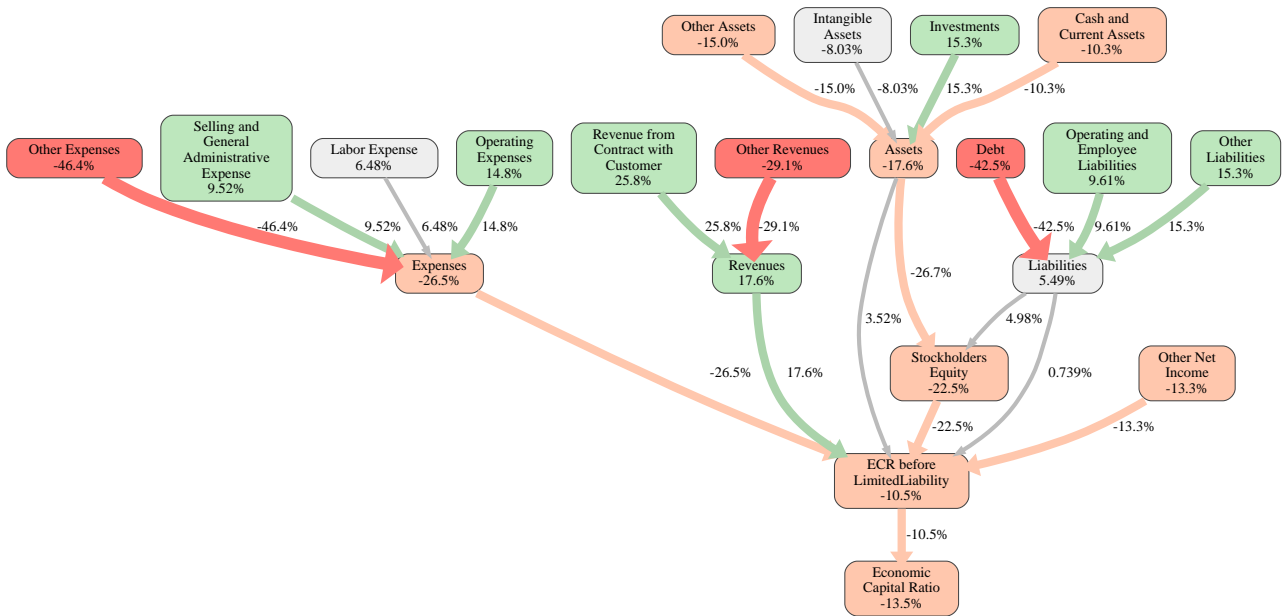 Other Assets
-15.0%
Intangible
Assets
-8.03%
Investments
15.3%
Cash and
Current Assets
-10.3%
-15.0%
-8.03%
15.3%
-10.3%
Other Expenses
-46.4%
Selling and
General
Administrative
Expense
9.52%
Labor Expense
6.48%
Operating
Expenses
14.8%
Revenue from
Contract with
Customer
25.8%
Other Revenues
-29.1%
Assets
-17.6%
Debt
-42.5%
Operating and
Employee
Liabilities
9.61%
Other
Liabilities
15.3%
-46.4%
9.52%
6.48%
14.8%
25.8%
-29.1%
-42.5%
9.61%
15.3%
Expenses
-26.5%
Revenues
17.6%
-26.7%
Liabilities
5.49%
3.52%
4.98%
Stockholders
Equity
-22.5%
Other Net
Income
-13.3%
-26.5%
17.6%
0.739%
-22.5%
-13.3%
ECR before
LimitedLiability
-10.5%
-10.5%
Economic
Capital Ratio
-13.5%